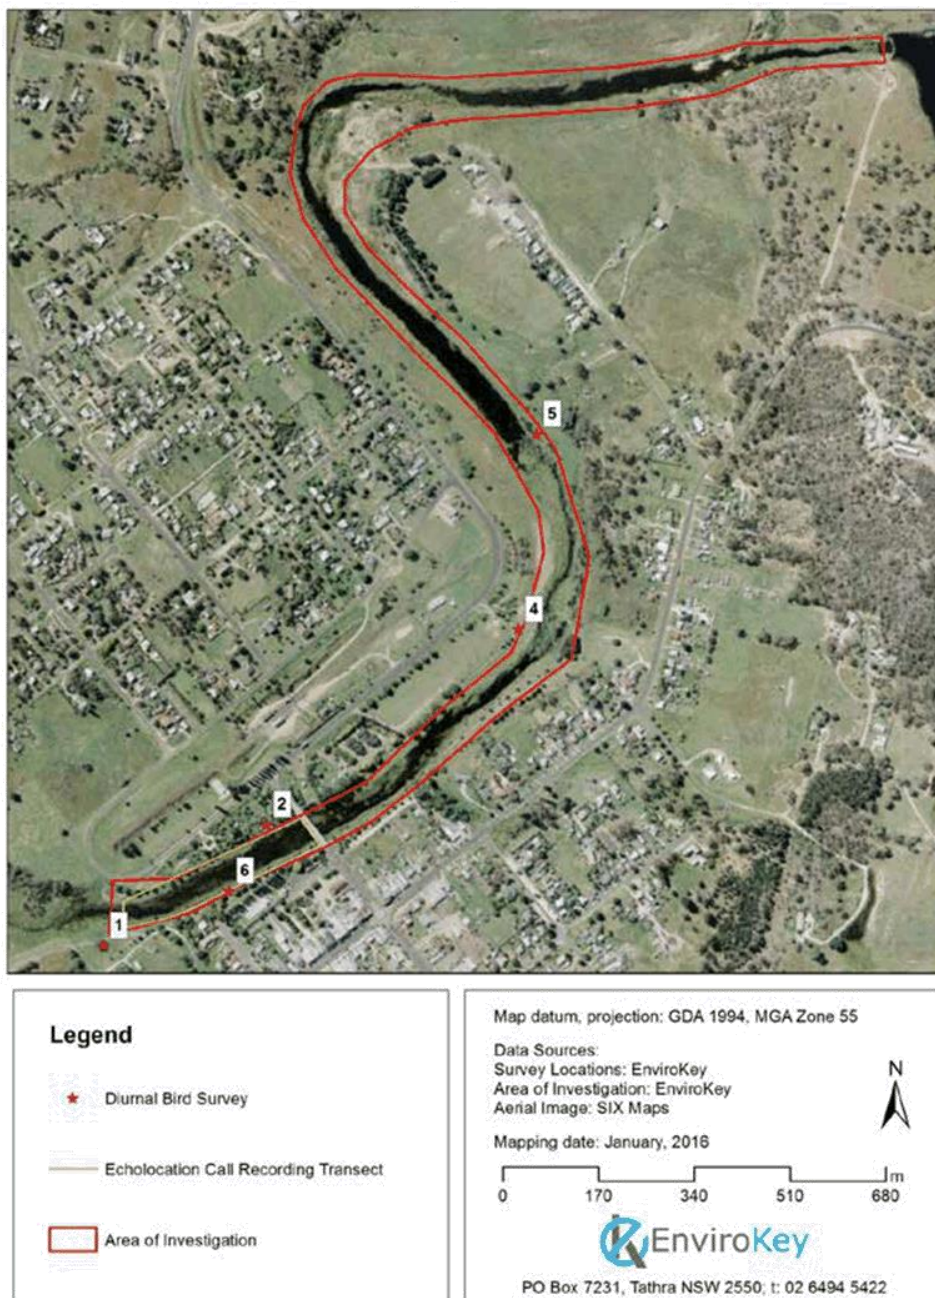 5
4
2
6
1
Legend
Diurnal Bird Survey
Echolocation Call Recording Transect
Area of Investigation
Map datum, projection: GDA 1994, MGA Zone 55
Data Sources:
Survey Locations: EnviroKey
Area of Investigation: EnviroKey
Aerial Image: SIX Maps
Mapping date: January, 2016
N
0 170 340 510 680 m
EnviroKey
PO Box 7231, Tathra NSW 2550; t: 02 6494 5422